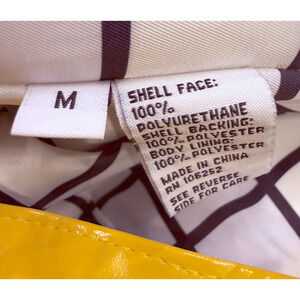 M
SHELL FACE:
100%
POLYURETHANE
SHELL BACKING:
100% POLYESTER
BODY LINING:
100% POLYESTER
MADE IN CHINA
RN 106252
SEE REVERSE
SIDE FOR CARE